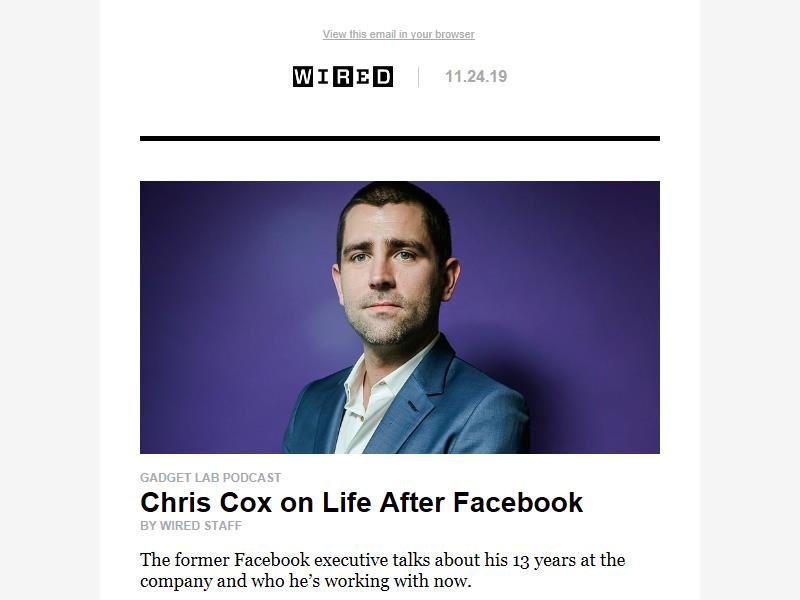 View this email in your browser
WIRED | 11.24.19
GADGET LAB PODCAST
Chris Cox on Life After Facebook
BY WIRED STAFF
The former Facebook executive talks about his 13 years at the
company and who he’s working with now.